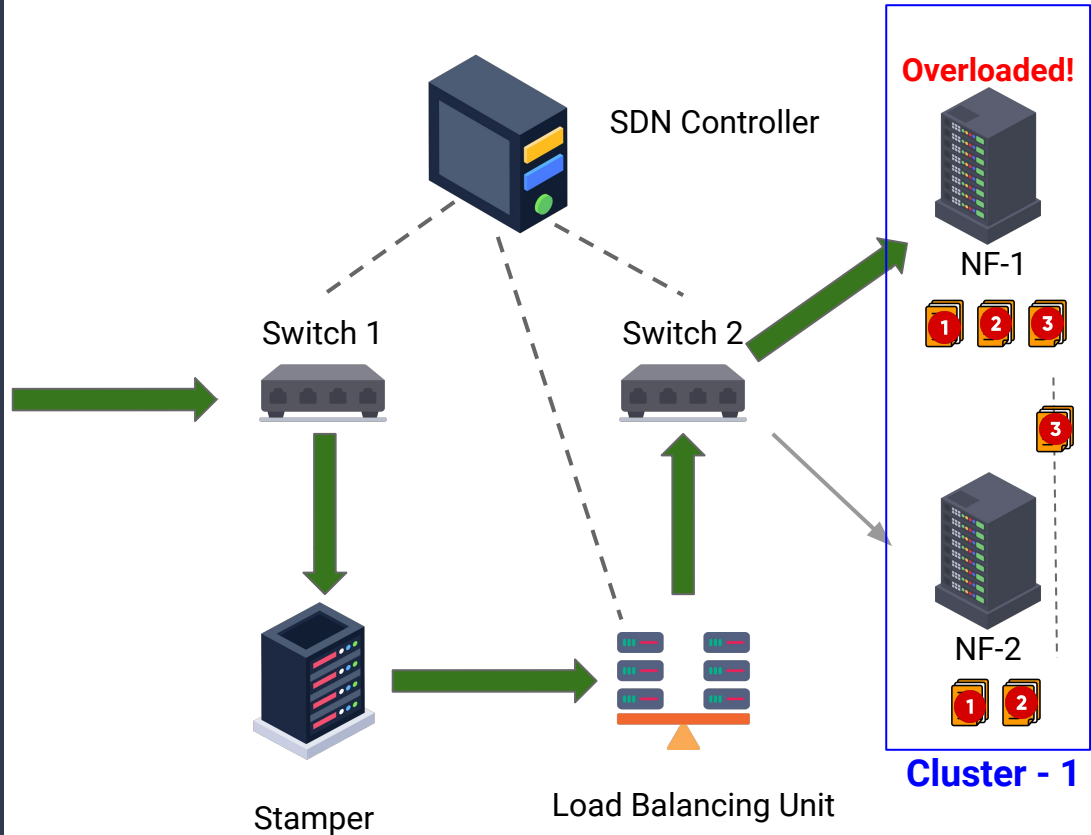 Overloaded!
SDN Controller
NF-1
1 2 3
Switch 1
Switch 2
3
NF-2
1 2
Cluster - 1
Load Balancing Unit
Stamper